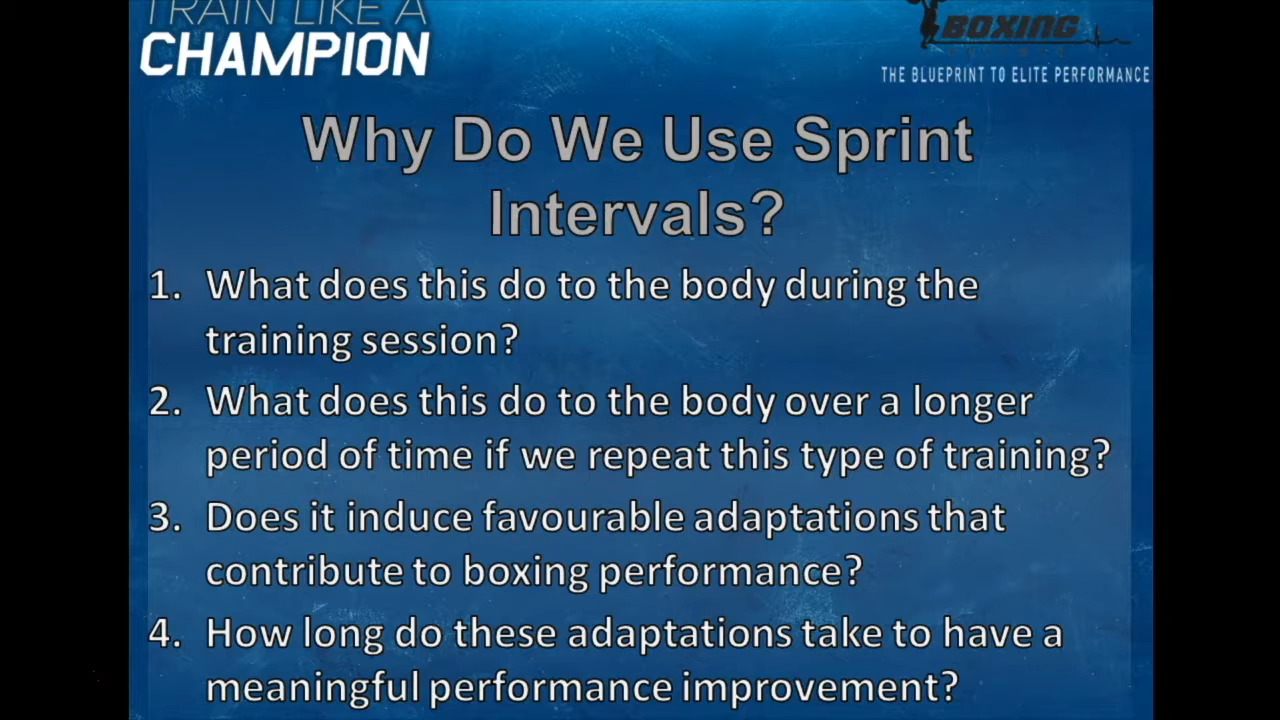 TRAIN LIKE A
CHAMPION
BOXING
THE BLUEPRINT TO ELITE PERFORMANCE
Why Do We Use Sprint
Intervals?
1. What does this do to the body during the
training session?
2. What does this do to the body over a longer
period of time if we repeat this type of training?
3. Does it induce favourable adaptations that
contribute to boxing performance?
4. How long do these adaptations take to have a
meaningful performance improvement?